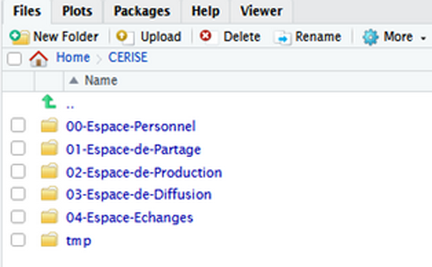 Files Plots Packages Help Viewer
New Folder Upload Delete Rename More
Home CERISE
Name
..
00-Espace-Personnel
01-Espace-de-Partage
02-Espace-de-Production
03-Espace-de-Diffusion
04-Espace-Echanges
tmp